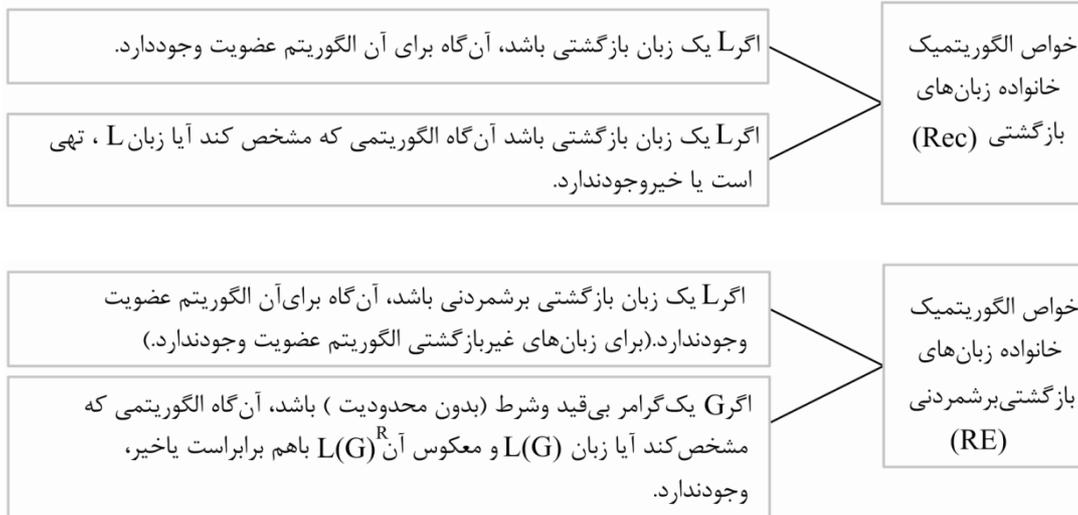 خواص الگوریتمیک
خانواده زبان‌های
بازگشتی (Rec)
اگر L یک زبان بازگشتی باشد، آن‌گاه برای آن الگوریتم عضویت وجوددارد.
اگر L یک زبان بازگشتی باشد آن‌گاه الگوریتمی که مشخص کند آیا زبان L ، تهی
است یا خیروجودندارد.
خواص الگوریتمیک
خانواده زبان‌های
بازگشتی‌برشمردنی
(RE)
اگر L یک زبان بازگشتی برشمردنی باشد، آن‌گاه برای‌آن الگوریتم عضویت
وجودندارد.(برای زبان‌های غیربازگشتی الگوریتم عضویت وجودندارد.)
اگر G یک‌گرامر بی‌قید وشرط (بدون محدودیت ) باشد، آن‌گاه الگوریتمی که
مشخص‌کند آیا زبان L(G) و معکوس آن L(G)^R باهم برابراست یاخیر،
وجودندارد.